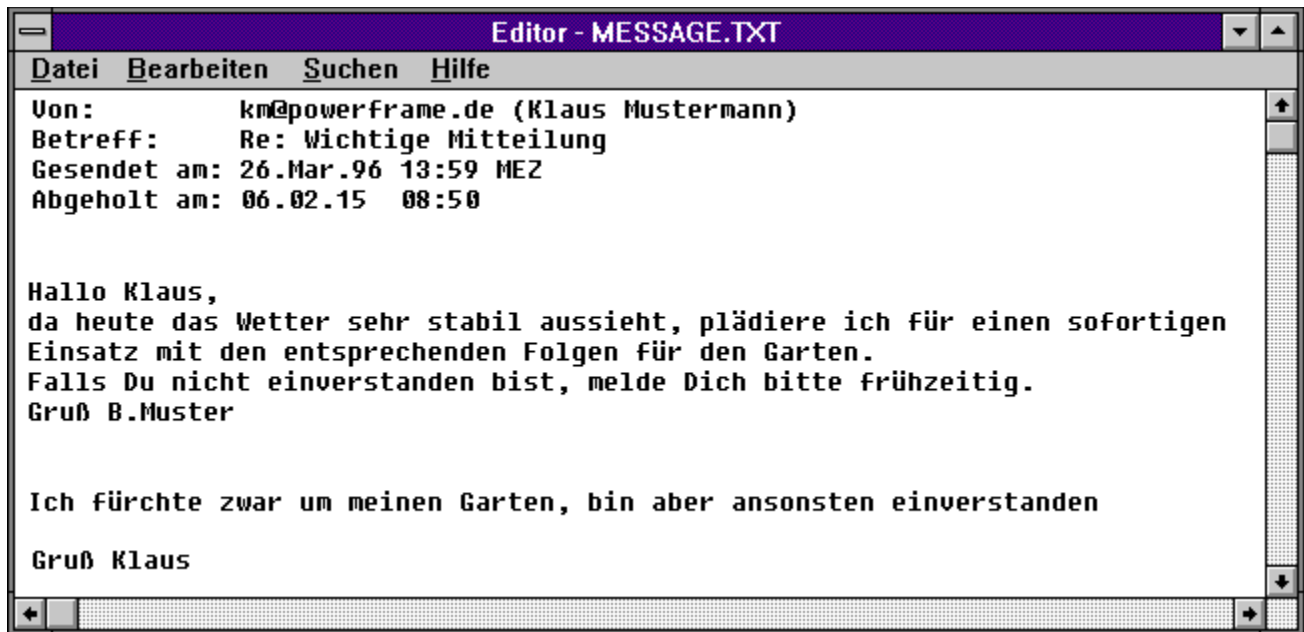 Editor - MESSAGE.TXT
Datei Bearbeiten Suchen Hilfe
Von: km@powerframe.de (Klaus Mustermann)
Betreff: Re: Wichtige Mitteilung
Gesendet am: 26.Mar.96 13:59 MEZ
Abgeholt am: 06.02.15 08:50
Hallo Klaus,
da heute das Wetter sehr stabil aussieht, plädiere ich für einen sofortigen
Einsatz mit den entsprechenden Folgen für den Garten.
Falls Du nicht einverstanden bist, melde Dich bitte frühzeitig.
Gruß B.Muster
Ich fürchte zwar um meinen Garten, bin aber ansonsten einverstanden
Gruß Klaus